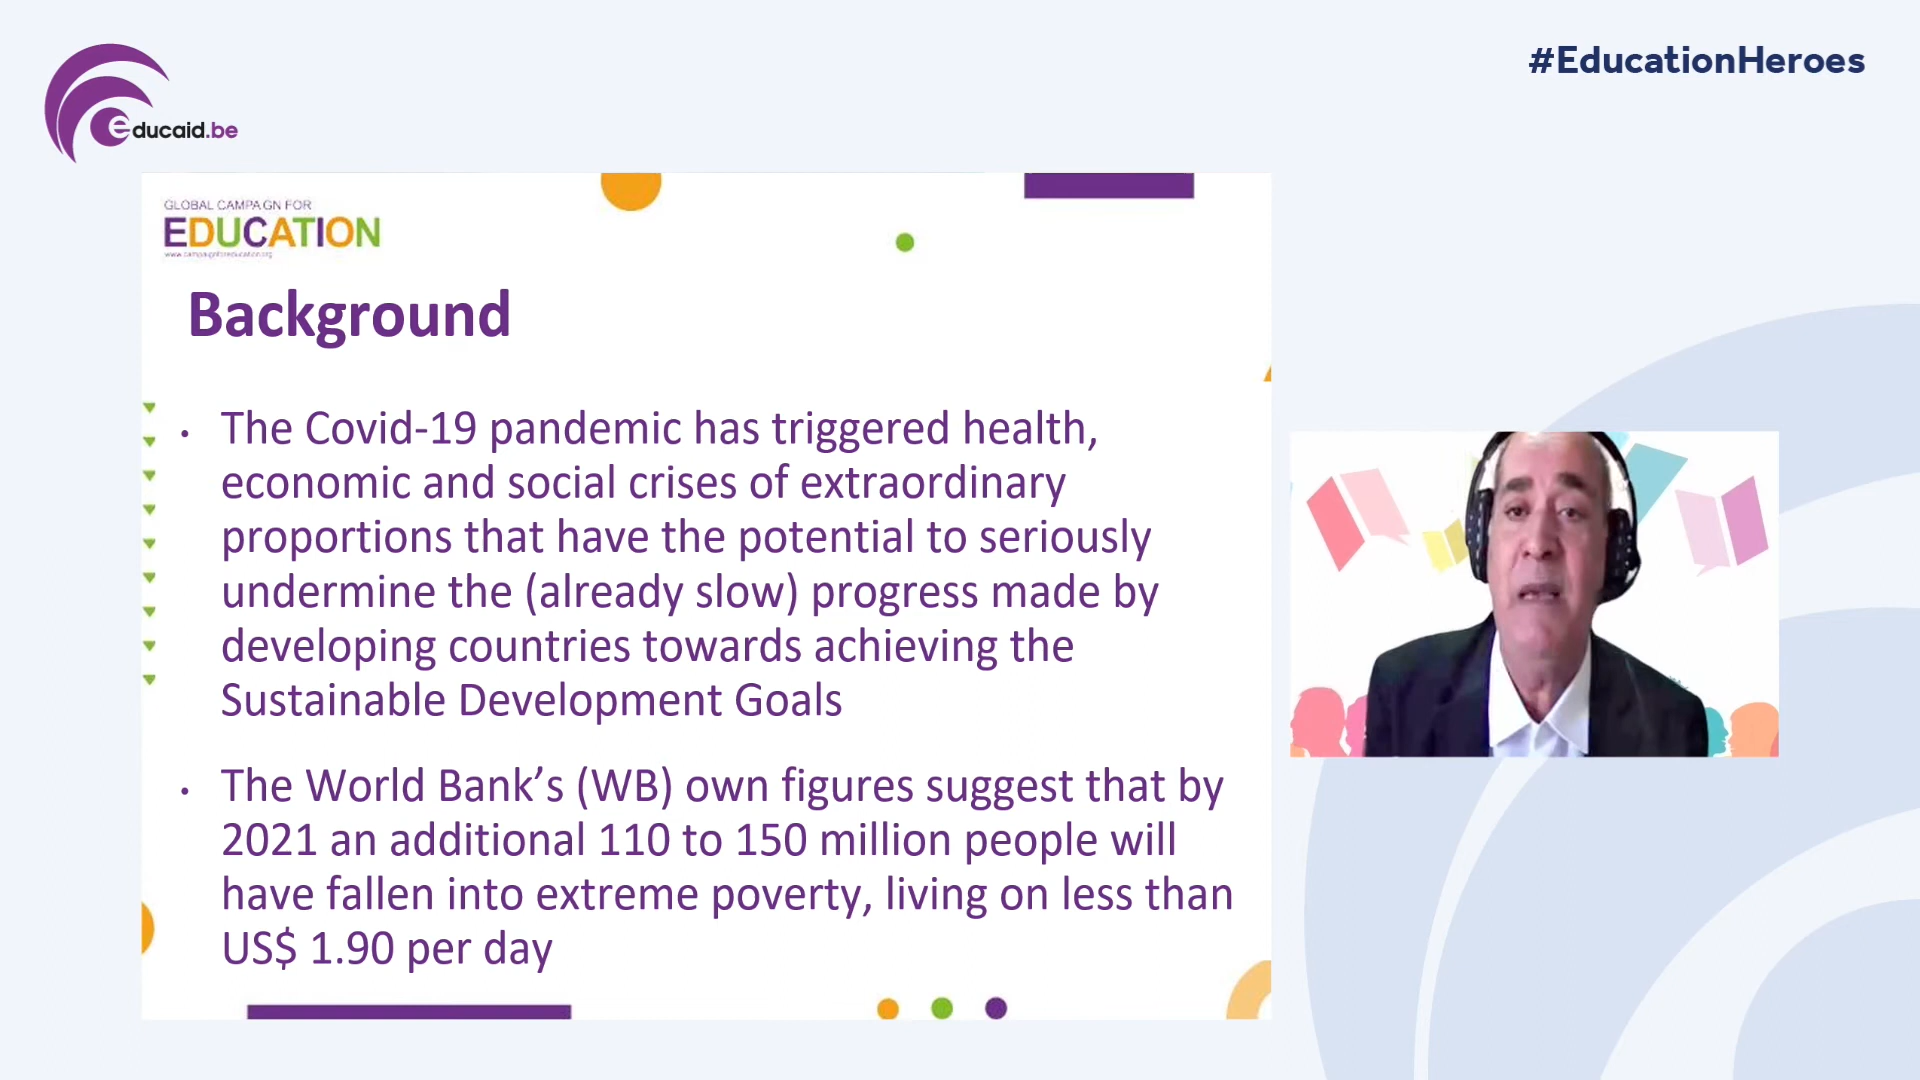 #EducationHeroes
educaid.be
GLOBAL CAMPAIGN FOR
EDUCATION
www.campaignforeducation.org
Background
• The Covid-19 pandemic has triggered health,
economic and social crises of extraordinary
proportions that have the potential to seriously
undermine the (already slow) progress made by
developing countries towards achieving the
Sustainable Development Goals
• The World Bank’s (WB) own figures suggest that by
2021 an additional 110 to 150 million people will
have fallen into extreme poverty, living on less than
US$ 1.90 per day